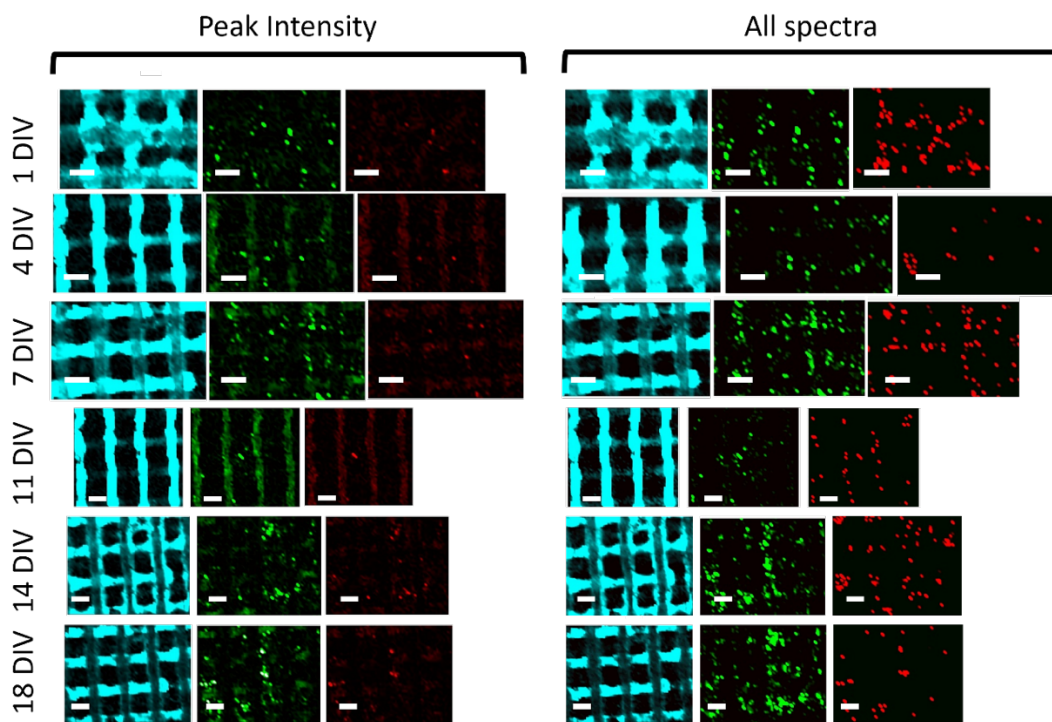 Peak Intensity
All spectra
1 DIV
4 DIV
7 DIV
11 DIV
14 DIV
18 DIV